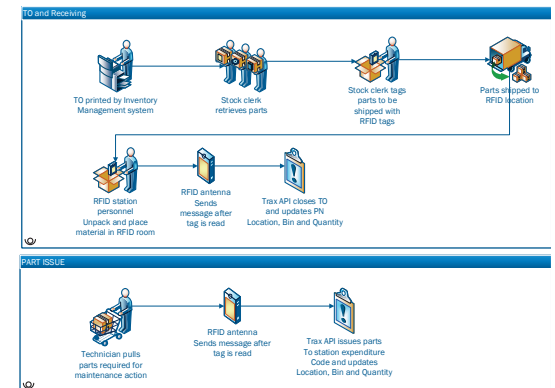 TO and Receiving
TO printed by Inventory
Management system
Stock clerk
retrieves parts
Stock clerk tags
parts to be
shipped with
RFID tags
Parts shipped to
RFID location
RFID station
personnel
Unpack and place
material in RFID room
RFID antenna
Sends
message after
tag is read
Trax API closes TO
and updates PN
Location, Bin and Quantity
PART ISSUE
Technician pulls
parts required for
maintenance action
RFID antenna
Sends message after
tag is read
Trax API issues parts
To station expenditure
Code and updates
Location, Bin and Quantity